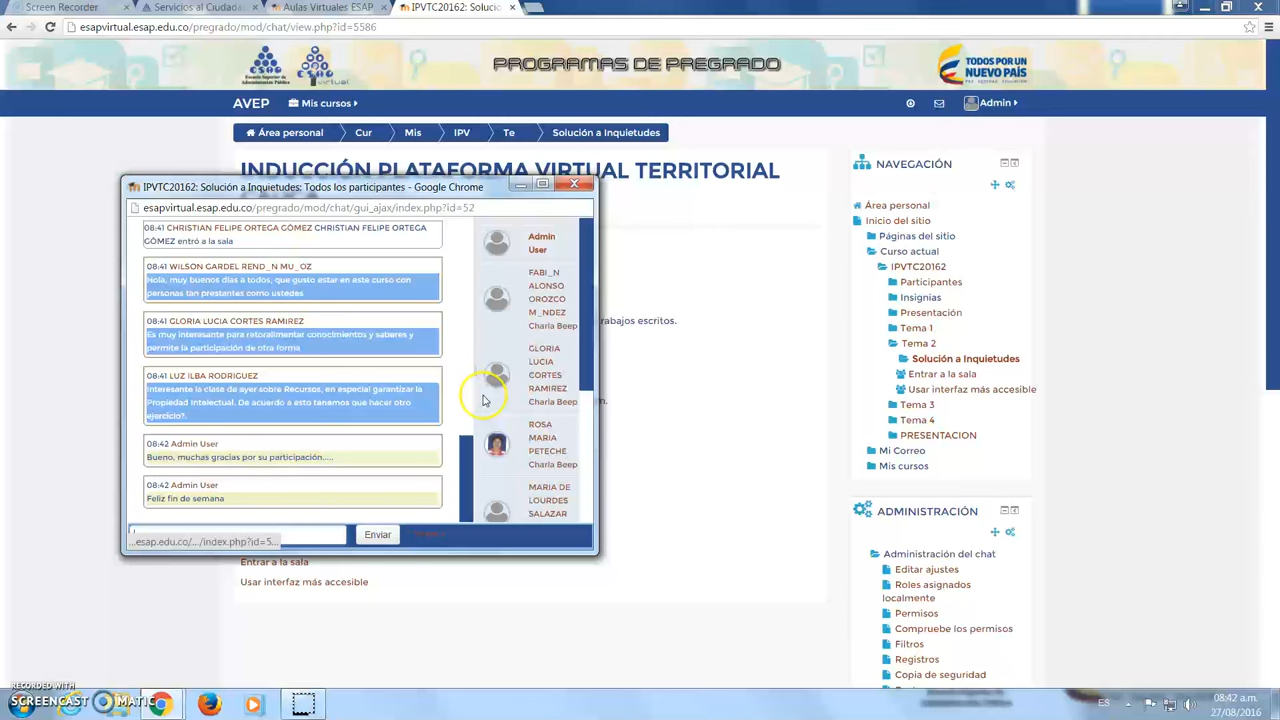 Screen Recorder
Servicios al Ciudada
Aulas Virtuales ESAP
IPVTC20162: Soluci
esapvirtual.esap.edu.co/pregrado/mod/chat/view.php?id=5586
PROGRAMAS DE PREGRADO
TODOS POR UN
NUEVO PAÍS
AVEP
Mis cursos
Admin
Área personal
Cur
Mis
IPV
Te
Solución a Inquietudes
INDUCCIÓN PLATAFORMA VIRTUAL TERRITORIAL
IPVTC20162: Solución a Inquietudes: Todos los participantes - Google Chrome
esapvirtual.esap.edu.co/pregrado/mod/chat/gui_ajax/index.php?id=52
08:41 CHRISTIAN FELIPE ORTEGA GÓMEZ CHRISTIAN FELIPE ORTEGA
GÓMEZ entró a la sala
08:41 WILSON GARDEL REND_N MU_OZ
Hola, muy buenos dias a todos, que gusto estar en este curso con
personas tan prestantes como ustedes
08:41 GLORIA LUCIA CORTES RAMIREZ
Es muy interesante para retoralimentar conocimientos y saberes y
permite la participación de otra forma
08:41 LUZ ILBA RODRIGUEZ
Interesante la clase de ayer sobre Recursos, en especial garantizar la
Propiedad Intelectual. De acuerdo a esto tenemos que hacer otro
ejercicio?.
08:42 Admin User
Bueno, muchas gracias por su participación.....
08:42 Admin User
Feliz fin de semana
Admin
User
FABI_N
ALONSO
OROZCO
M_NDEZ
Charla Beep
GLORIA
LUCIA
CORTES
RAMIREZ
Charla Beep
ROSA
MARIA
PETECHE
Charla Beep
MARIA DE
LOURDES
SALAZAR
Enviar
...esap.edu.co/.../index.php?id=5...
rabajos escritos.
m.
Entrar a la sala
Usar interfaz más accesible
NAVEGACIÓN
Área personal
Inicio del sitio
Páginas del sitio
Curso actual
IPVTC20162
Participantes
Insignias
Presentación
Tema 1
Tema 2
Solución a Inquietudes
Entrar a la sala
Usar interfaz más accesible
Tema 3
Tema 4
PRESENTACION
Mi Correo
Mis cursos
ADMINISTRACIÓN
Administración del chat
Editar ajustes
Roles asignados
localmente
Permisos
Compruebe los permisos
Filtros
Registros
Copia de seguridad
RECORDED WITH
SCREENCAST MATIC
ES
08:42 a.m.
27/08/2016